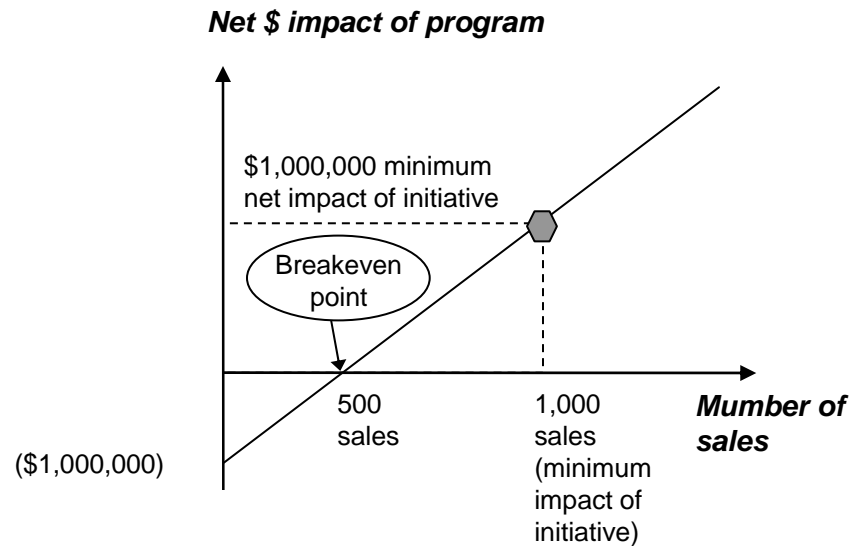 Net $ impact of program
$1,000,000 minimum
net impact of initiative
Breakeven
point
500
sales
1,000
sales
(minimum
impact of
initiative)
Mumber of
sales
($1,000,000)